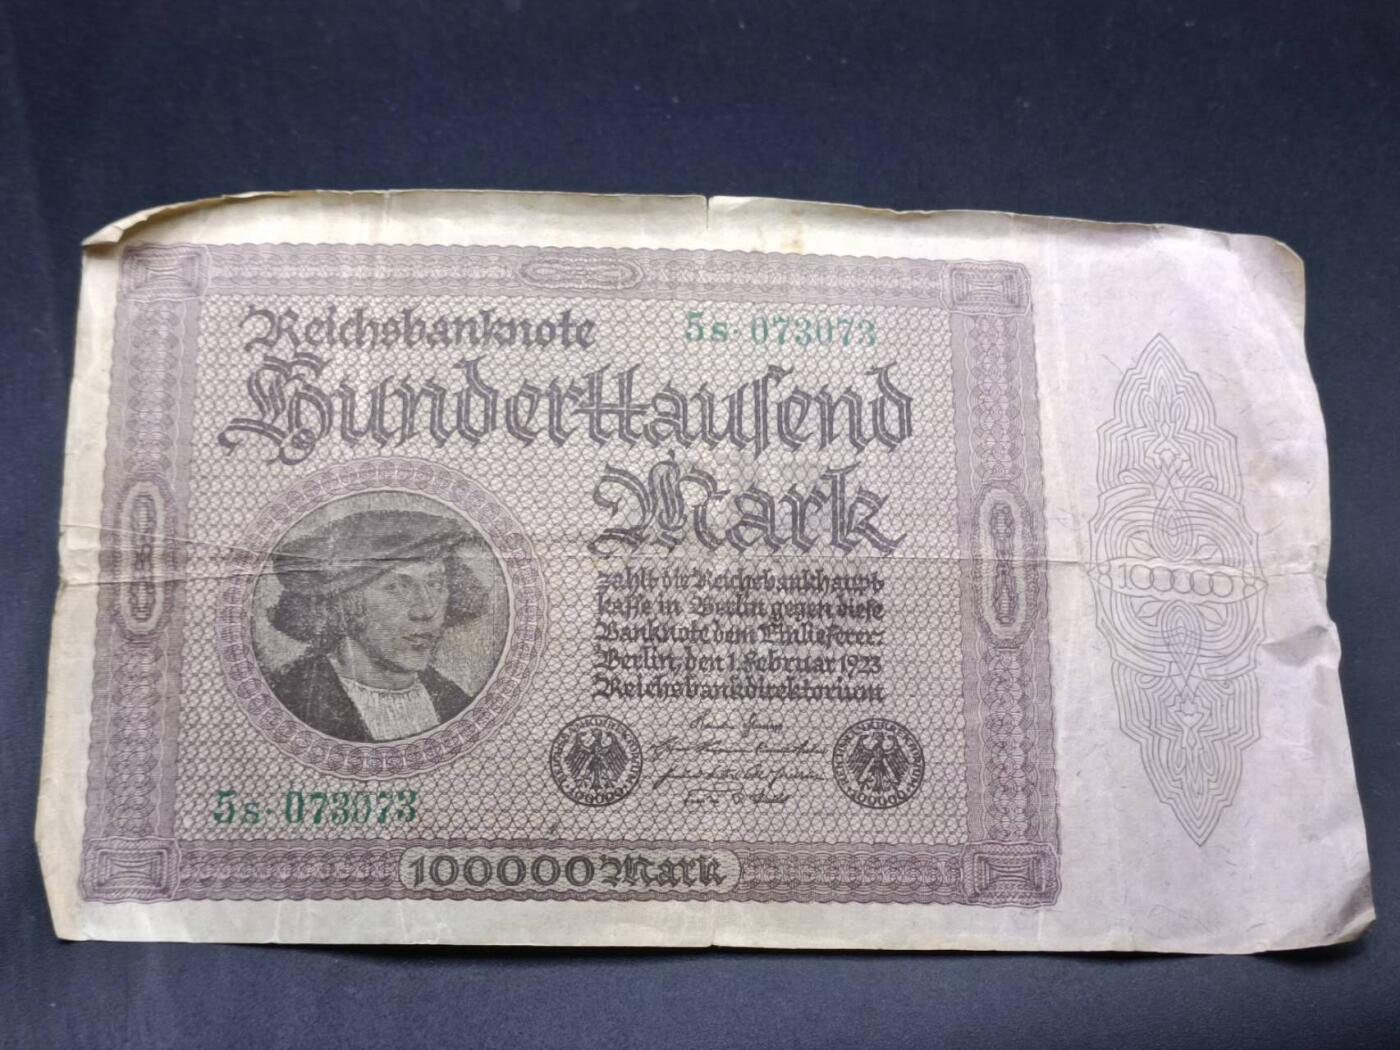 Reichsbanknote 5s·073073
Hunderttausend
Mark
zahlt die Reichsbankhaupt-
kasse in Berlin gegen diese
Banknote dem Einlieferer.
Berlin, den 1. Februar 1923
Reichsbankdirektorium
5s·073073
100000 Mark
100000